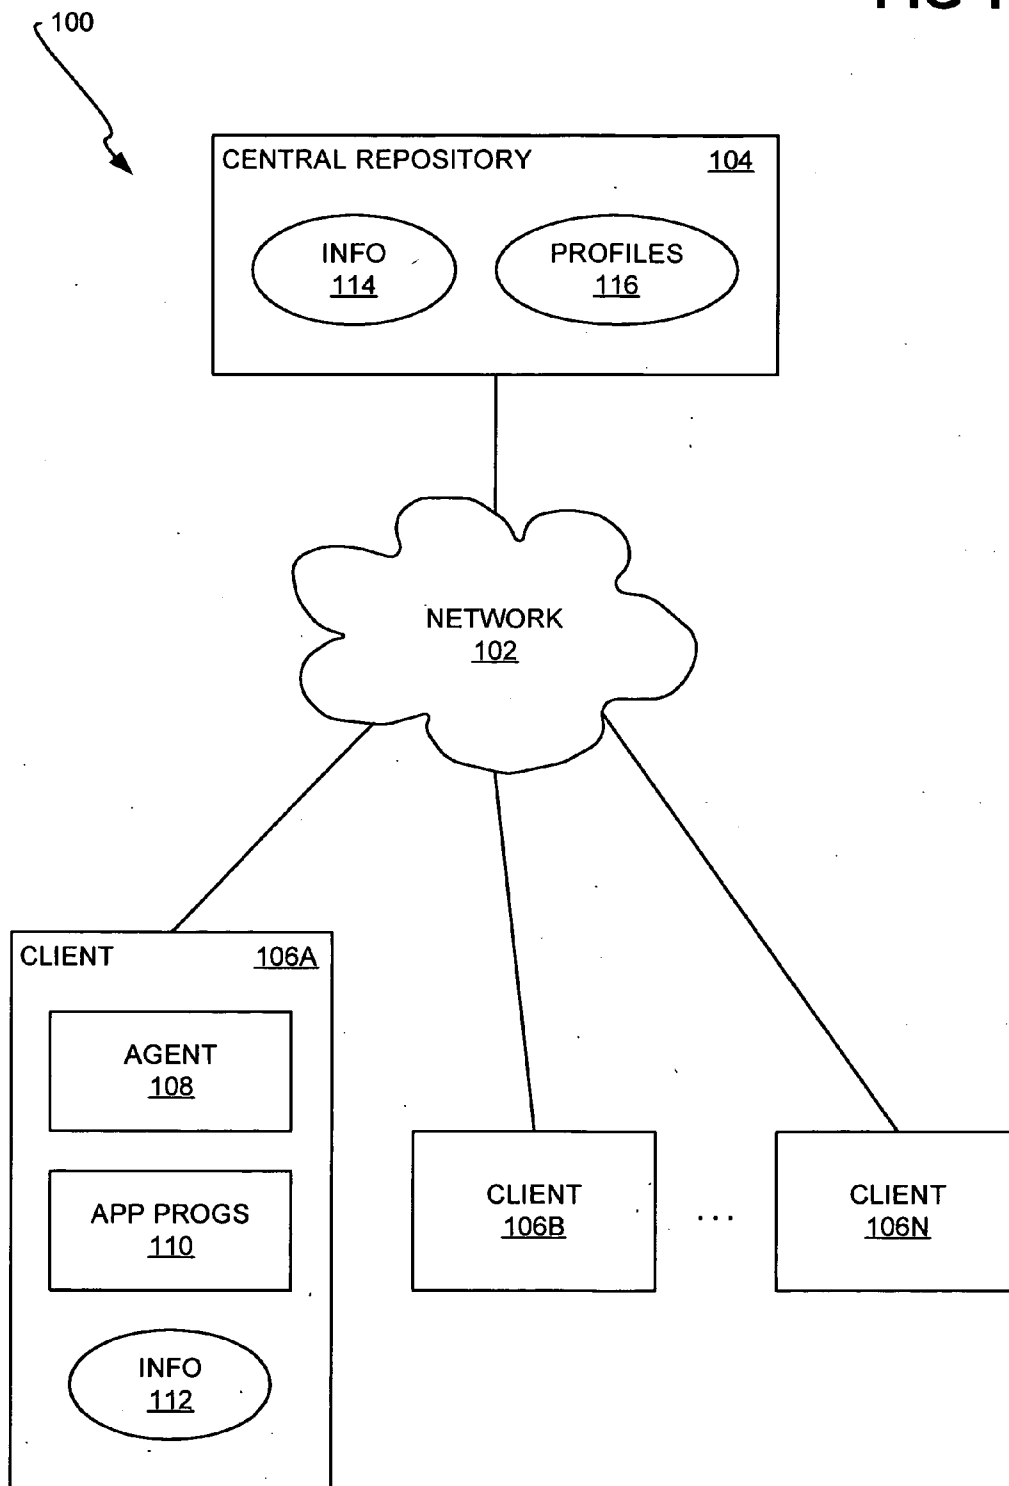 100
CENTRAL REPOSITORY 104
INFO
114
PROFILES
116
NETWORK
102
CLIENT 106A
AGENT
108
APP PROGS
110
INFO
112
CLIENT
106B
...
CLIENT
106N